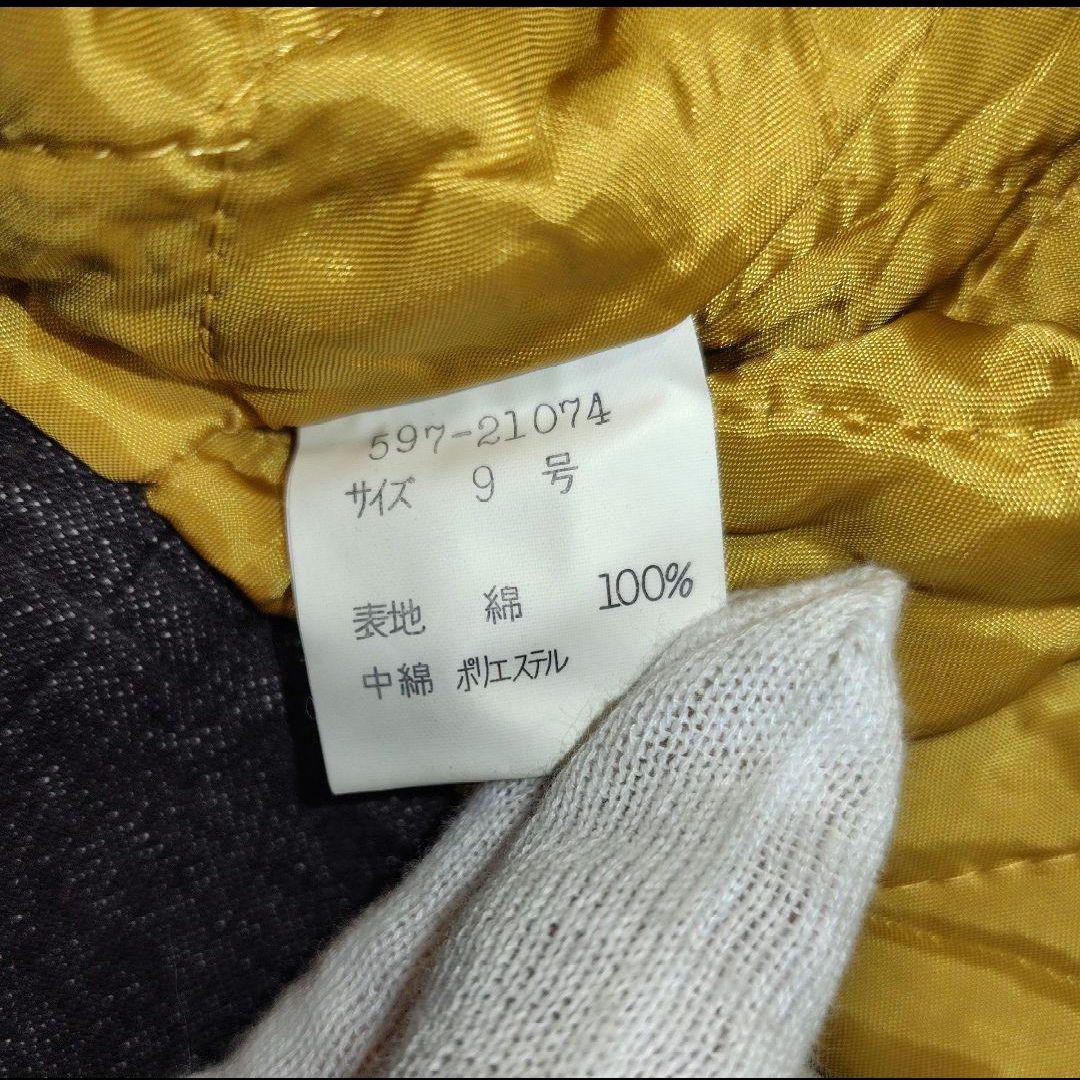 597-21074
サイズ 9 号
表地 綿 100%
中綿 ポリエステル